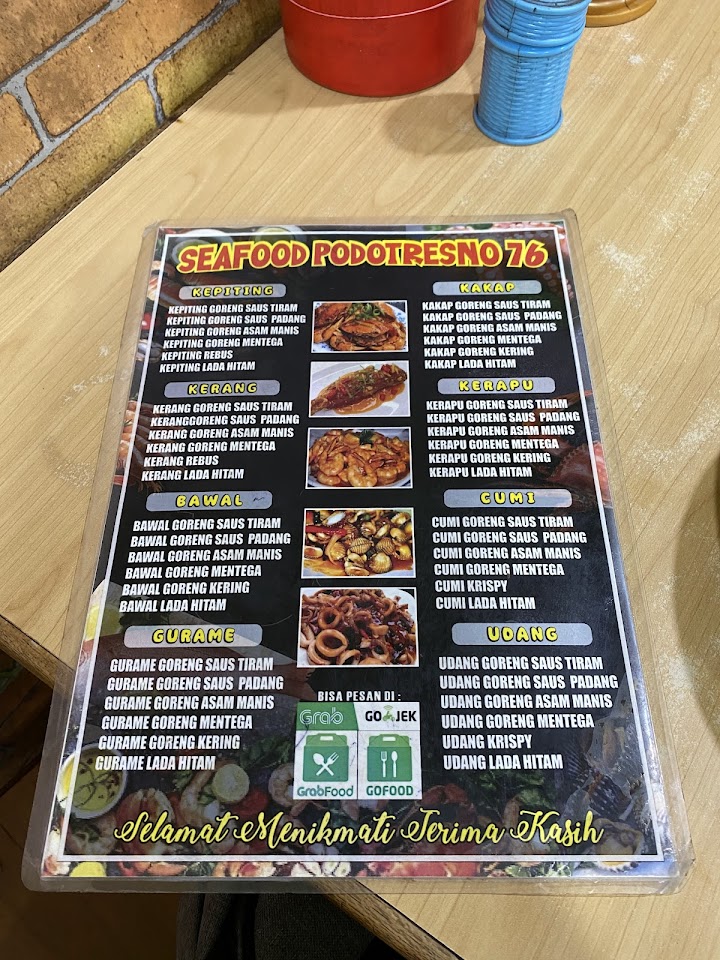 SEAFOOD PODOTRESNO 76
KEPITING
KEPITING GORENG SAUS TIRAM
KEPITING GORENG SAUS PADANG
KEPITING GORENG ASAM MANIS
KEPITING GORENG MENTEGA
KEPITING REBUS
KEPITING LADA HITAM
KERANG
KERANG GORENG SAUS TIRAM
KERANGGORENG SAUS PADANG
KERANG GORENG ASAM MANIS
KERANG GORENG MENTEGA
KERANG REBUS
KERANG LADA HITAM
BAWAL
BAWAL GORENG SAUS TIRAM
BAWAL GORENG SAUS PADANG
BAWAL GORENG ASAM MANIS
BAWAL GORENG MENTEGA
BAWAL GORENG KERING
BAWAL LADA HITAM
GURAME
GURAME GORENG SAUS TIRAM
GURAME GORENG SAUS PADANG
GURAME GORENG ASAM MANIS
GURAME GORENG MENTEGA
GURAME GORENG KERING
GURAME LADA HITAM
KAKAP
KAKAP GORENG SAUS TIRAM
KAKAP GORENG SAUS PADANG
KAKAP GORENG ASAM MANIS
KAKAP GORENG MENTEGA
KAKAP GORENG KERING
KAKAP LADA HITAM
KERAPU
KERAPU GORENG SAUS TIRAM
KERAPU GORENG SAUS PADANG
KERAPU GORENG ASAM MANIS
KERAPU GORENG MENTEGA
KERAPU GORENG KERING
KERAPU LADA HITAM
CUMI
CUMI GORENG SAUS TIRAM
CUMI GORENG SAUS PADANG
CUMI GORENG ASAM MANIS
CUMI GORENG MENTEGA
CUMI KRISPY
CUMI LADA HITAM
UDANG
UDANG GORENG SAUS TIRAM
UDANG GORENG SAUS PADANG
UDANG GORENG ASAM MANIS
UDANG GORENG MENTEGA
UDANG KRISPY
UDANG LADA HITAM
BISA PESAN DI :
Grab
GO JEK
GrabFood
GOFOOD
Selamat Menikmati Terima Kasih